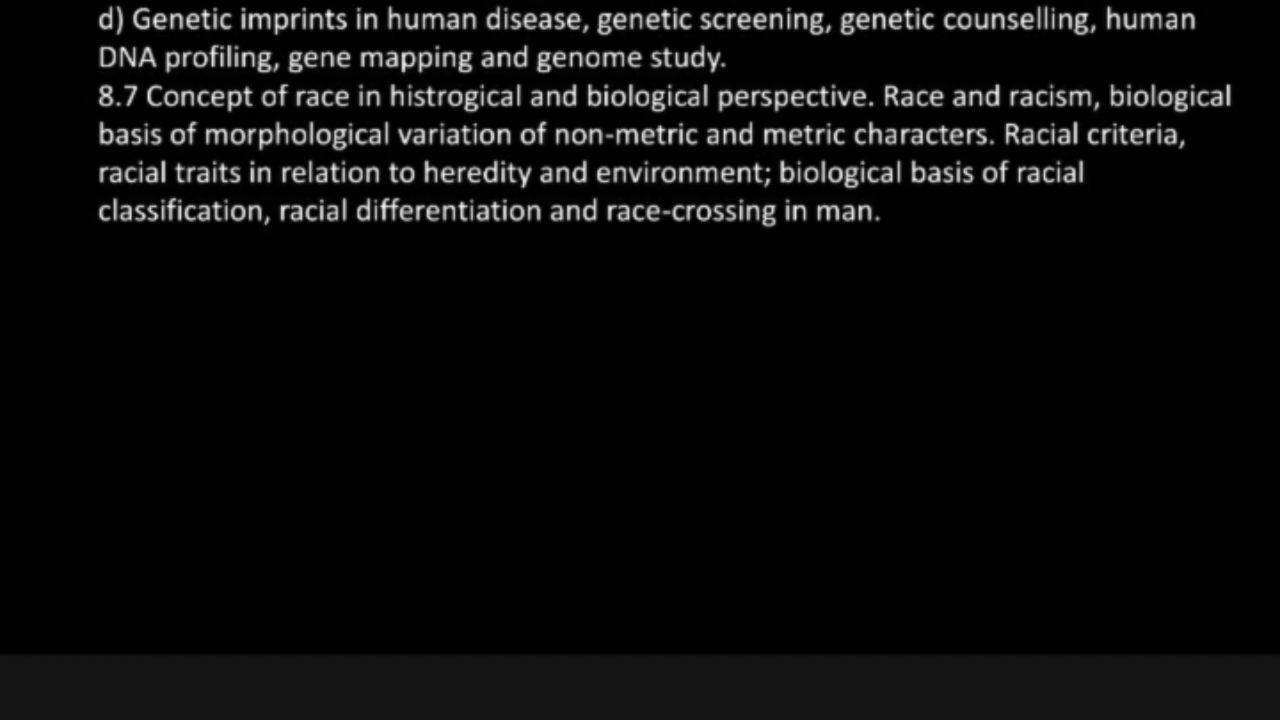 d) Genetic imprints in human disease, genetic screening, genetic counselling, human
DNA profiling, gene mapping and genome study.
8.7 Concept of race in histrogical and biological perspective. Race and racism, biological
basis of morphological variation of non-metric and metric characters. Racial criteria,
racial traits in relation to heredity and environment; biological basis of racial
classification, racial differentiation and race-crossing in man.